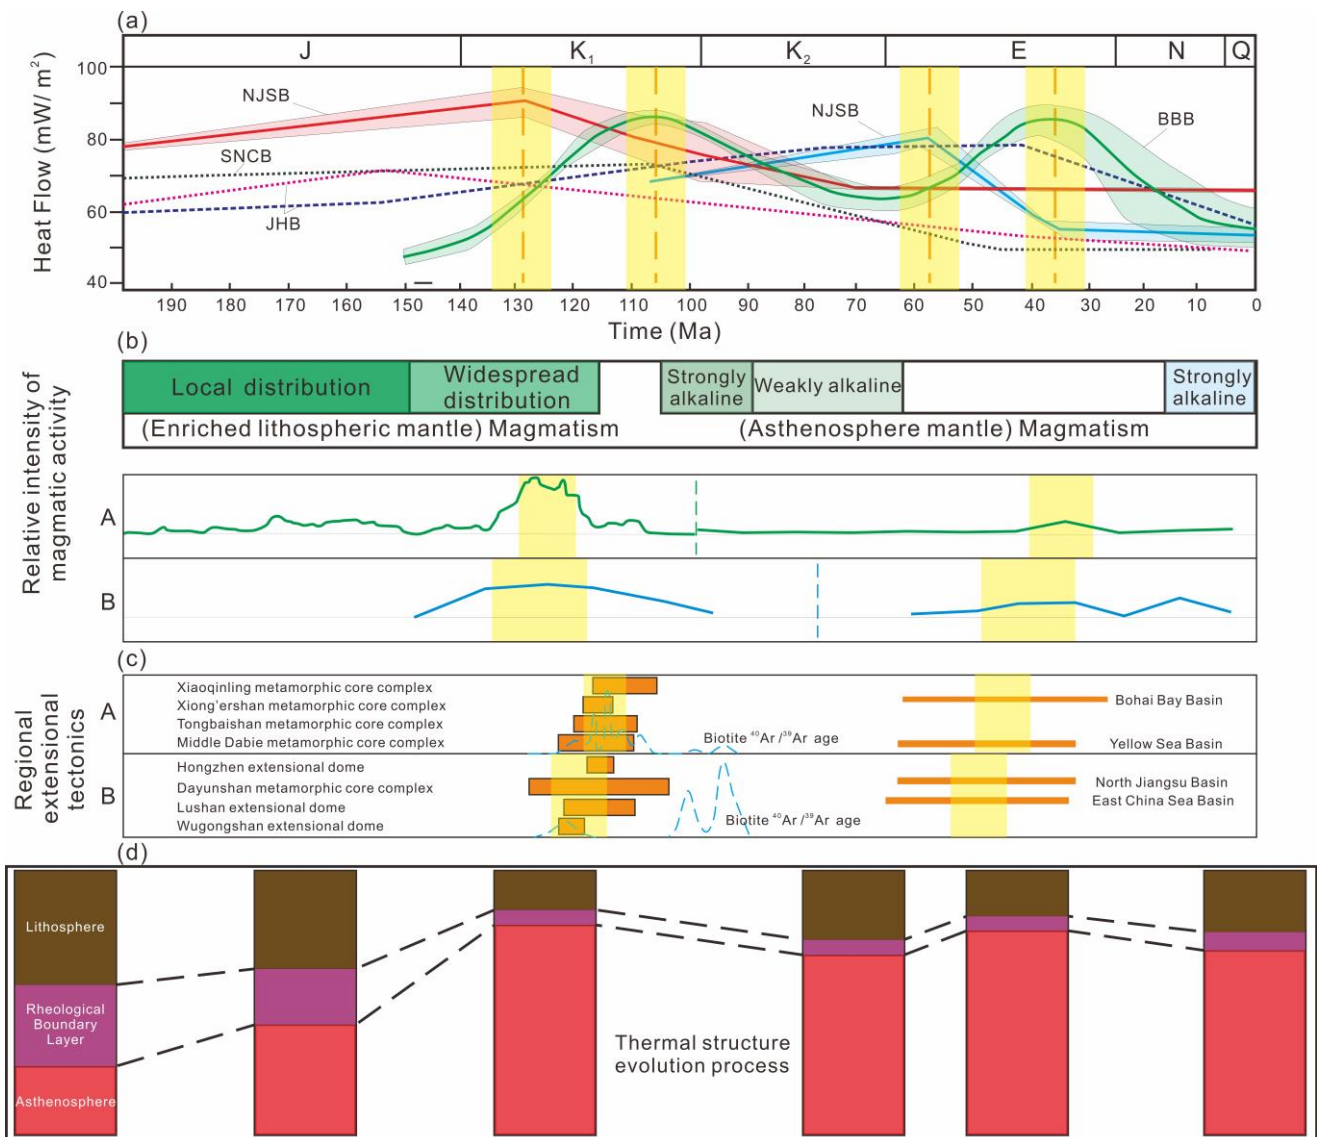 (a)
J K₁ K₂ E N Q
Heat Flow (mW/m²)
100
80
60
40
NJSB
SNCB
JHB
NJSB
BBB
190 180 170 160 150 140 130 120 110 100 90 80 70 60 50 40 30 20 10 0
Time (Ma)
(b)
Relative intensity of
magmatic activity
Local distribution
Widespread
distribution
Strongly
alkaline
Weakly alkaline
Strongly
alkaline
(Enriched lithospheric mantle) Magmatism
(Asthenosphere mantle) Magmatism
A
B
(c)
Regional
extensional
tectonics
A
Xiaoqinling metamorphic core complex
Xiong'ershan metamorphic core complex
Tongbaishan metamorphic core complex
Middle Dabie metamorphic core complex
Biotite ⁴⁰Ar/³⁹Ar age
Bohai Bay Basin
Yellow Sea Basin
B
Hongzhen extensional dome
Dayunshan metamorphic core complex
Lushan extensional dome
Wugongshan extensional dome
Biotite ⁴⁰Ar/³⁹Ar age
North Jiangsu Basin
East China Sea Basin
(d)
Lithosphere
Rheological
Boundary
Layer
Asthenosphere
Thermal structure
evolution process